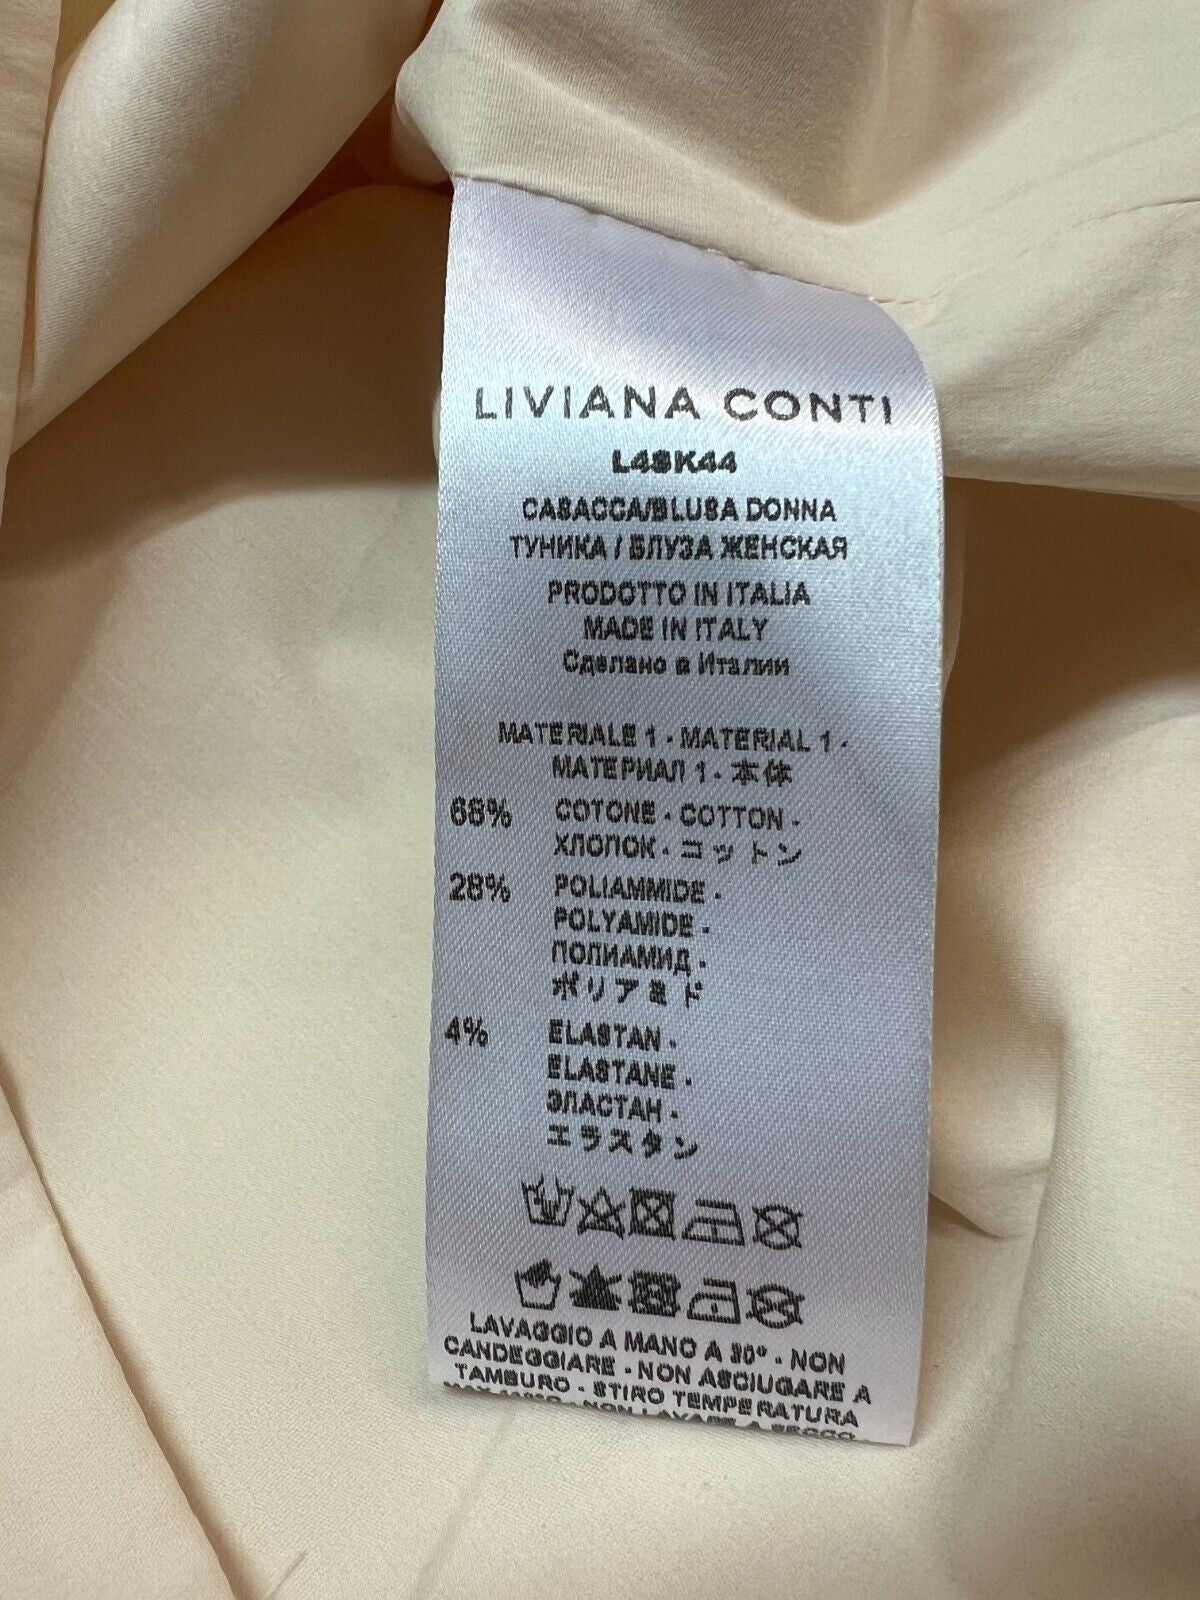 LIVIANA CONTI
L4SK44
CASACCA/BLUSA DONNA
ТУНИКА / БЛУЗА ЖЕНСКАЯ
PRODOTTO IN ITALIA
MADE IN ITALY
Сделано в Италии
MATERIALE 1 - MATERIAL 1 -
МАТЕРИАЛ 1 - 本体
68% COTONE - COTTON -
ХЛОПОК - コットン
28% POLIAMMIDE -
POLYAMIDE -
ПОЛИАМИД -
ポリアミド
4% ELASTAN -
ELASTANE -
ЭЛАСТАН -
エラスタン
LAVAGGIO A MANO A 30° - NON
CANDEGGIARE - NON ASCIUGARE A
TAMBURO - STIRO TEMPERATURA
NON LAVARE A SECCO -